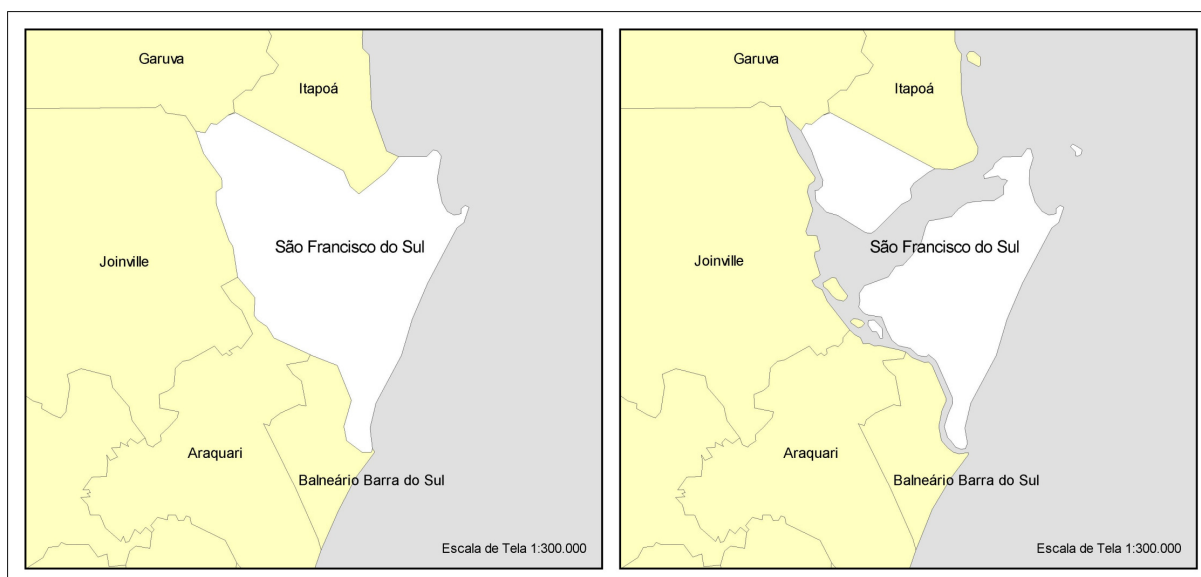 Garuva
Itapoá
São Francisco do Sul
Joinville
Araquari
Balneário Barra do Sul
Escala de Tela 1:300.000
Garuva
Itapoá
São Francisco do Sul
Joinville
Araquari
Balneário Barra do Sul
Escala de Tela 1:300.000